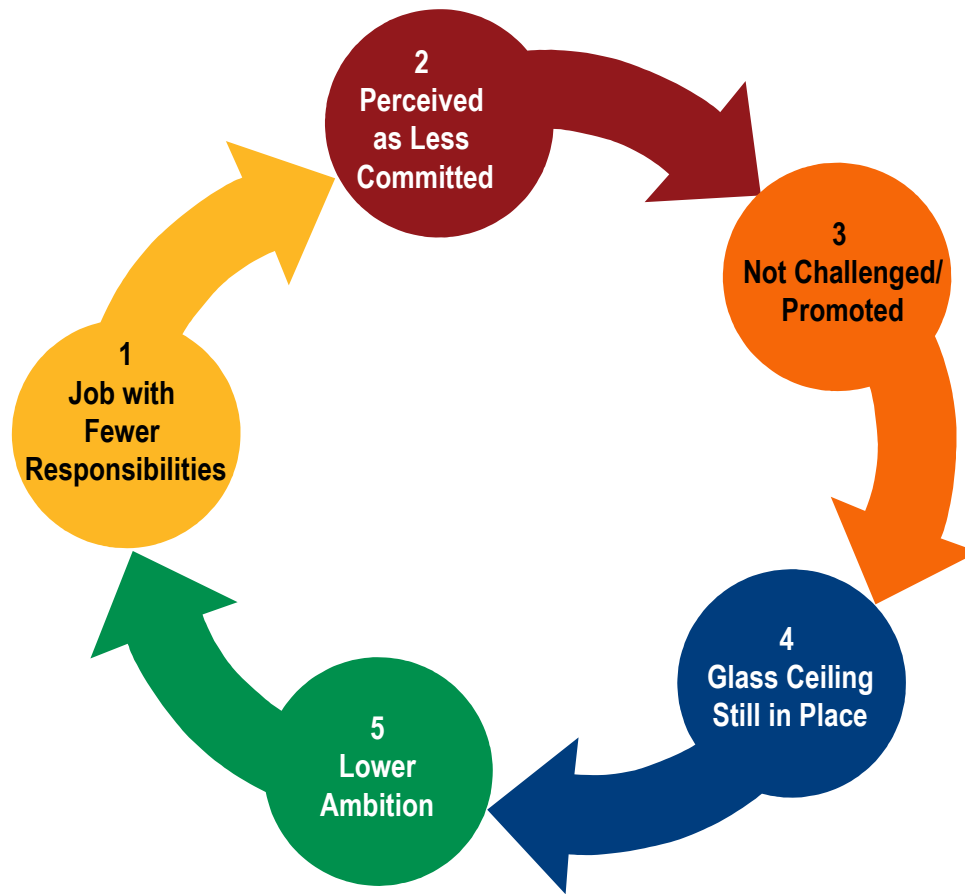 1
Job with
Fewer
Responsibilities
2
Perceived
as Less
Committed
3
Not Challenged/
Promoted
4
Glass Ceiling
Still in Place
5
Lower
Ambition